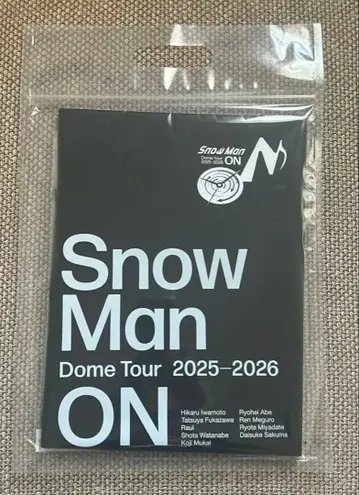 Snow Man
Dome Tour
2025-2026 ON
Snow
Man
Dome Tour 2025-2026
ON
Hikaru Iwamoto
Tatsuya Fukazawa
Raul
Shota Watanabe
Koji Mukai
Ryohei Abe
Ren Meguro
Ryota Miyadate
Daisuke Sakuma